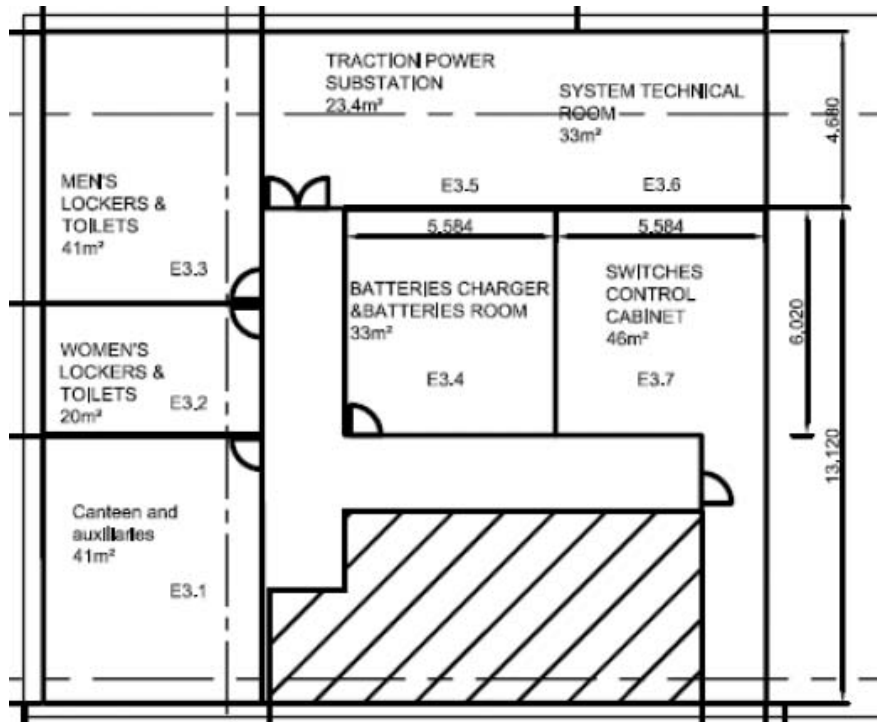 TRACTION POWER
SUBSTATION
23.4m²
SYSTEM TECHNICAL
ROOM
33m²
4,680
MEN'S
LOCKERS &
TOILETS
41m²
E3.5
E3.6
5,584
5,584
E3.3
BATTERIES CHARGER
&BATTERIES ROOM
33m²
SWITCHES
CONTROL
CABINET
46m²
6,020
WOMEN'S
LOCKERS &
TOILETS
20m²
E3.2
E3.4
E3.7
13,120
Canteen and
auxiliaries
41m²
E3.1